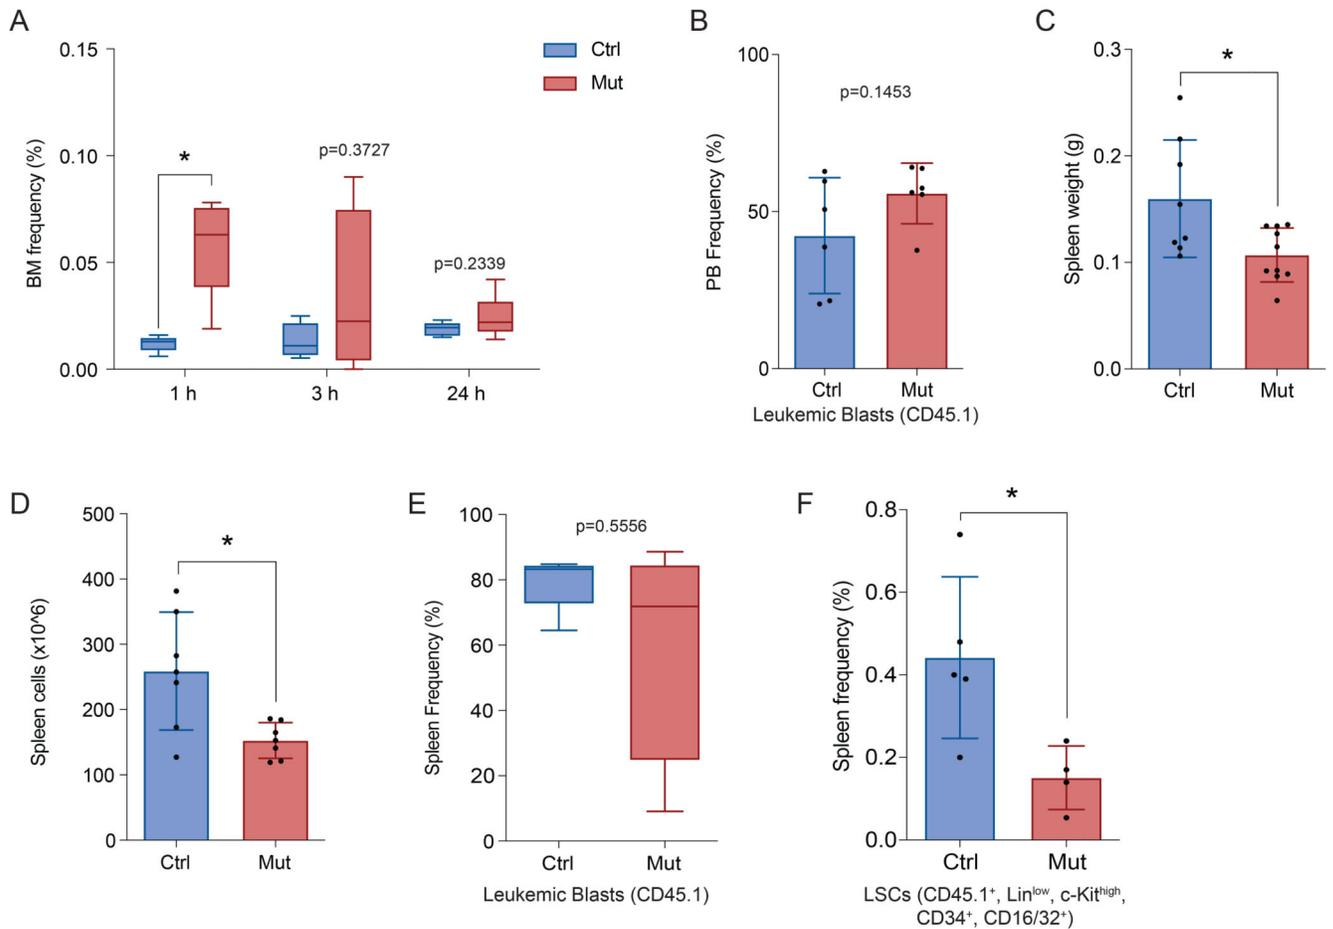 A
0.15
0.10
0.05
0.00
BM frequency (%)
*
p=0.3727
p=0.2339
1 h
3 h
24 h
Ctrl
Mut
B
100
50
0
PB Frequency (%)
p=0.1453
Ctrl
Mut
Leukemic Blasts (CD45.1)
C
0.3
0.2
0.1
0.0
Spleen weight (g)
*
Ctrl
Mut
D
500
400
300
200
100
0
Spleen cells (x10^6)
*
Ctrl
Mut
E
100
80
60
40
20
0
Spleen Frequency (%)
p=0.5556
Ctrl
Mut
Leukemic Blasts (CD45.1)
F
0.8
0.6
0.4
0.2
0.0
Spleen frequency (%)
*
Ctrl
Mut
LSCs (CD45.1⁺, Linˡᵒʷ, c-Kitʰⁱᵍʰ,
CD34⁺, CD16/32⁺)